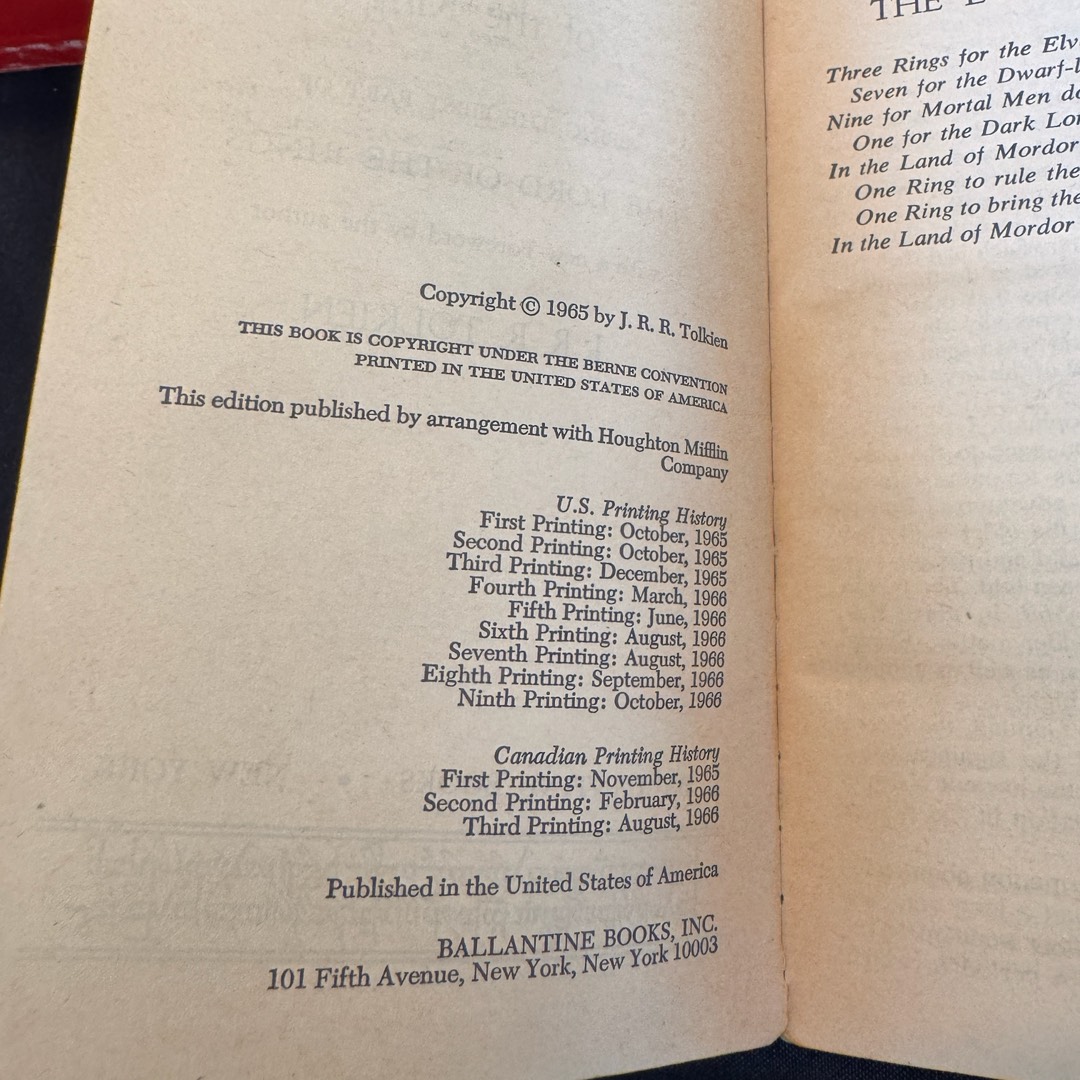 Copyright © 1965 by J. R. R. Tolkien
THIS BOOK IS COPYRIGHT UNDER THE BERNE CONVENTION
PRINTED IN THE UNITED STATES OF AMERICA
This edition published by arrangement with Houghton Mifflin
Company
U.S. Printing History
First Printing: October, 1965
Second Printing: October, 1965
Third Printing: December, 1965
Fourth Printing: March, 1966
Fifth Printing: June, 1966
Sixth Printing: August, 1966
Seventh Printing: August, 1966
Eighth Printing: September, 1966
Ninth Printing: October, 1966
Canadian Printing History
First Printing: November, 1965
Second Printing: February, 1966
Third Printing: August, 1966
Published in the United States of America
BALLANTINE BOOKS, INC.
101 Fifth Avenue, New York, New York 10003
THE
Three Rings for the
Seven for the
Nine for Mortal Men
One for the Dark
In the Land of Mordor
One Ring to rule
One Ring to bring
In the Land of Mordor